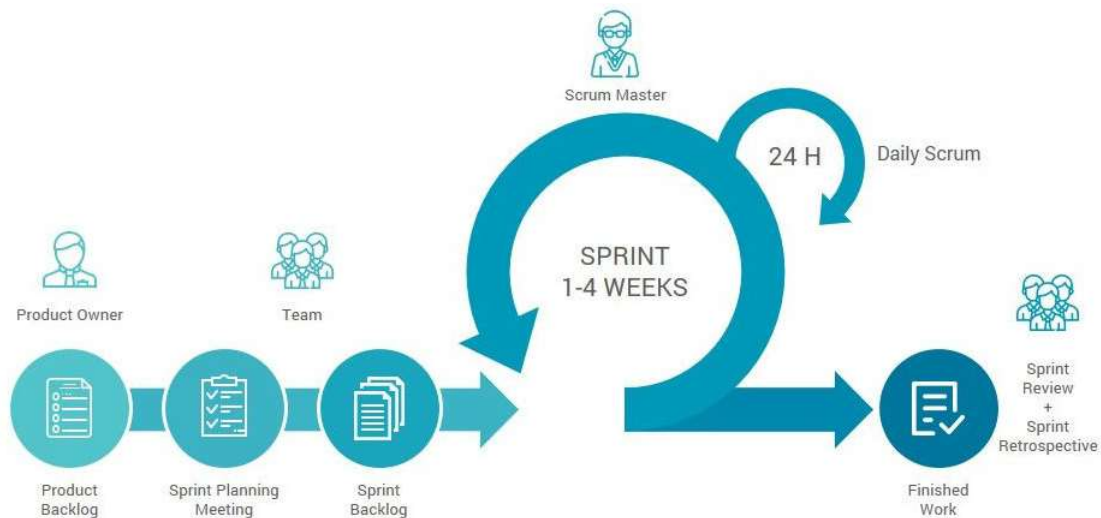 Scrum Master
24 H
Daily Scrum
SPRINT
1-4 WEEKS
Product Owner
Team
Sprint
Review
+
Sprint
Retrospective
Product
Backlog
Sprint Planning
Meeting
Sprint
Backlog
Finished
Work